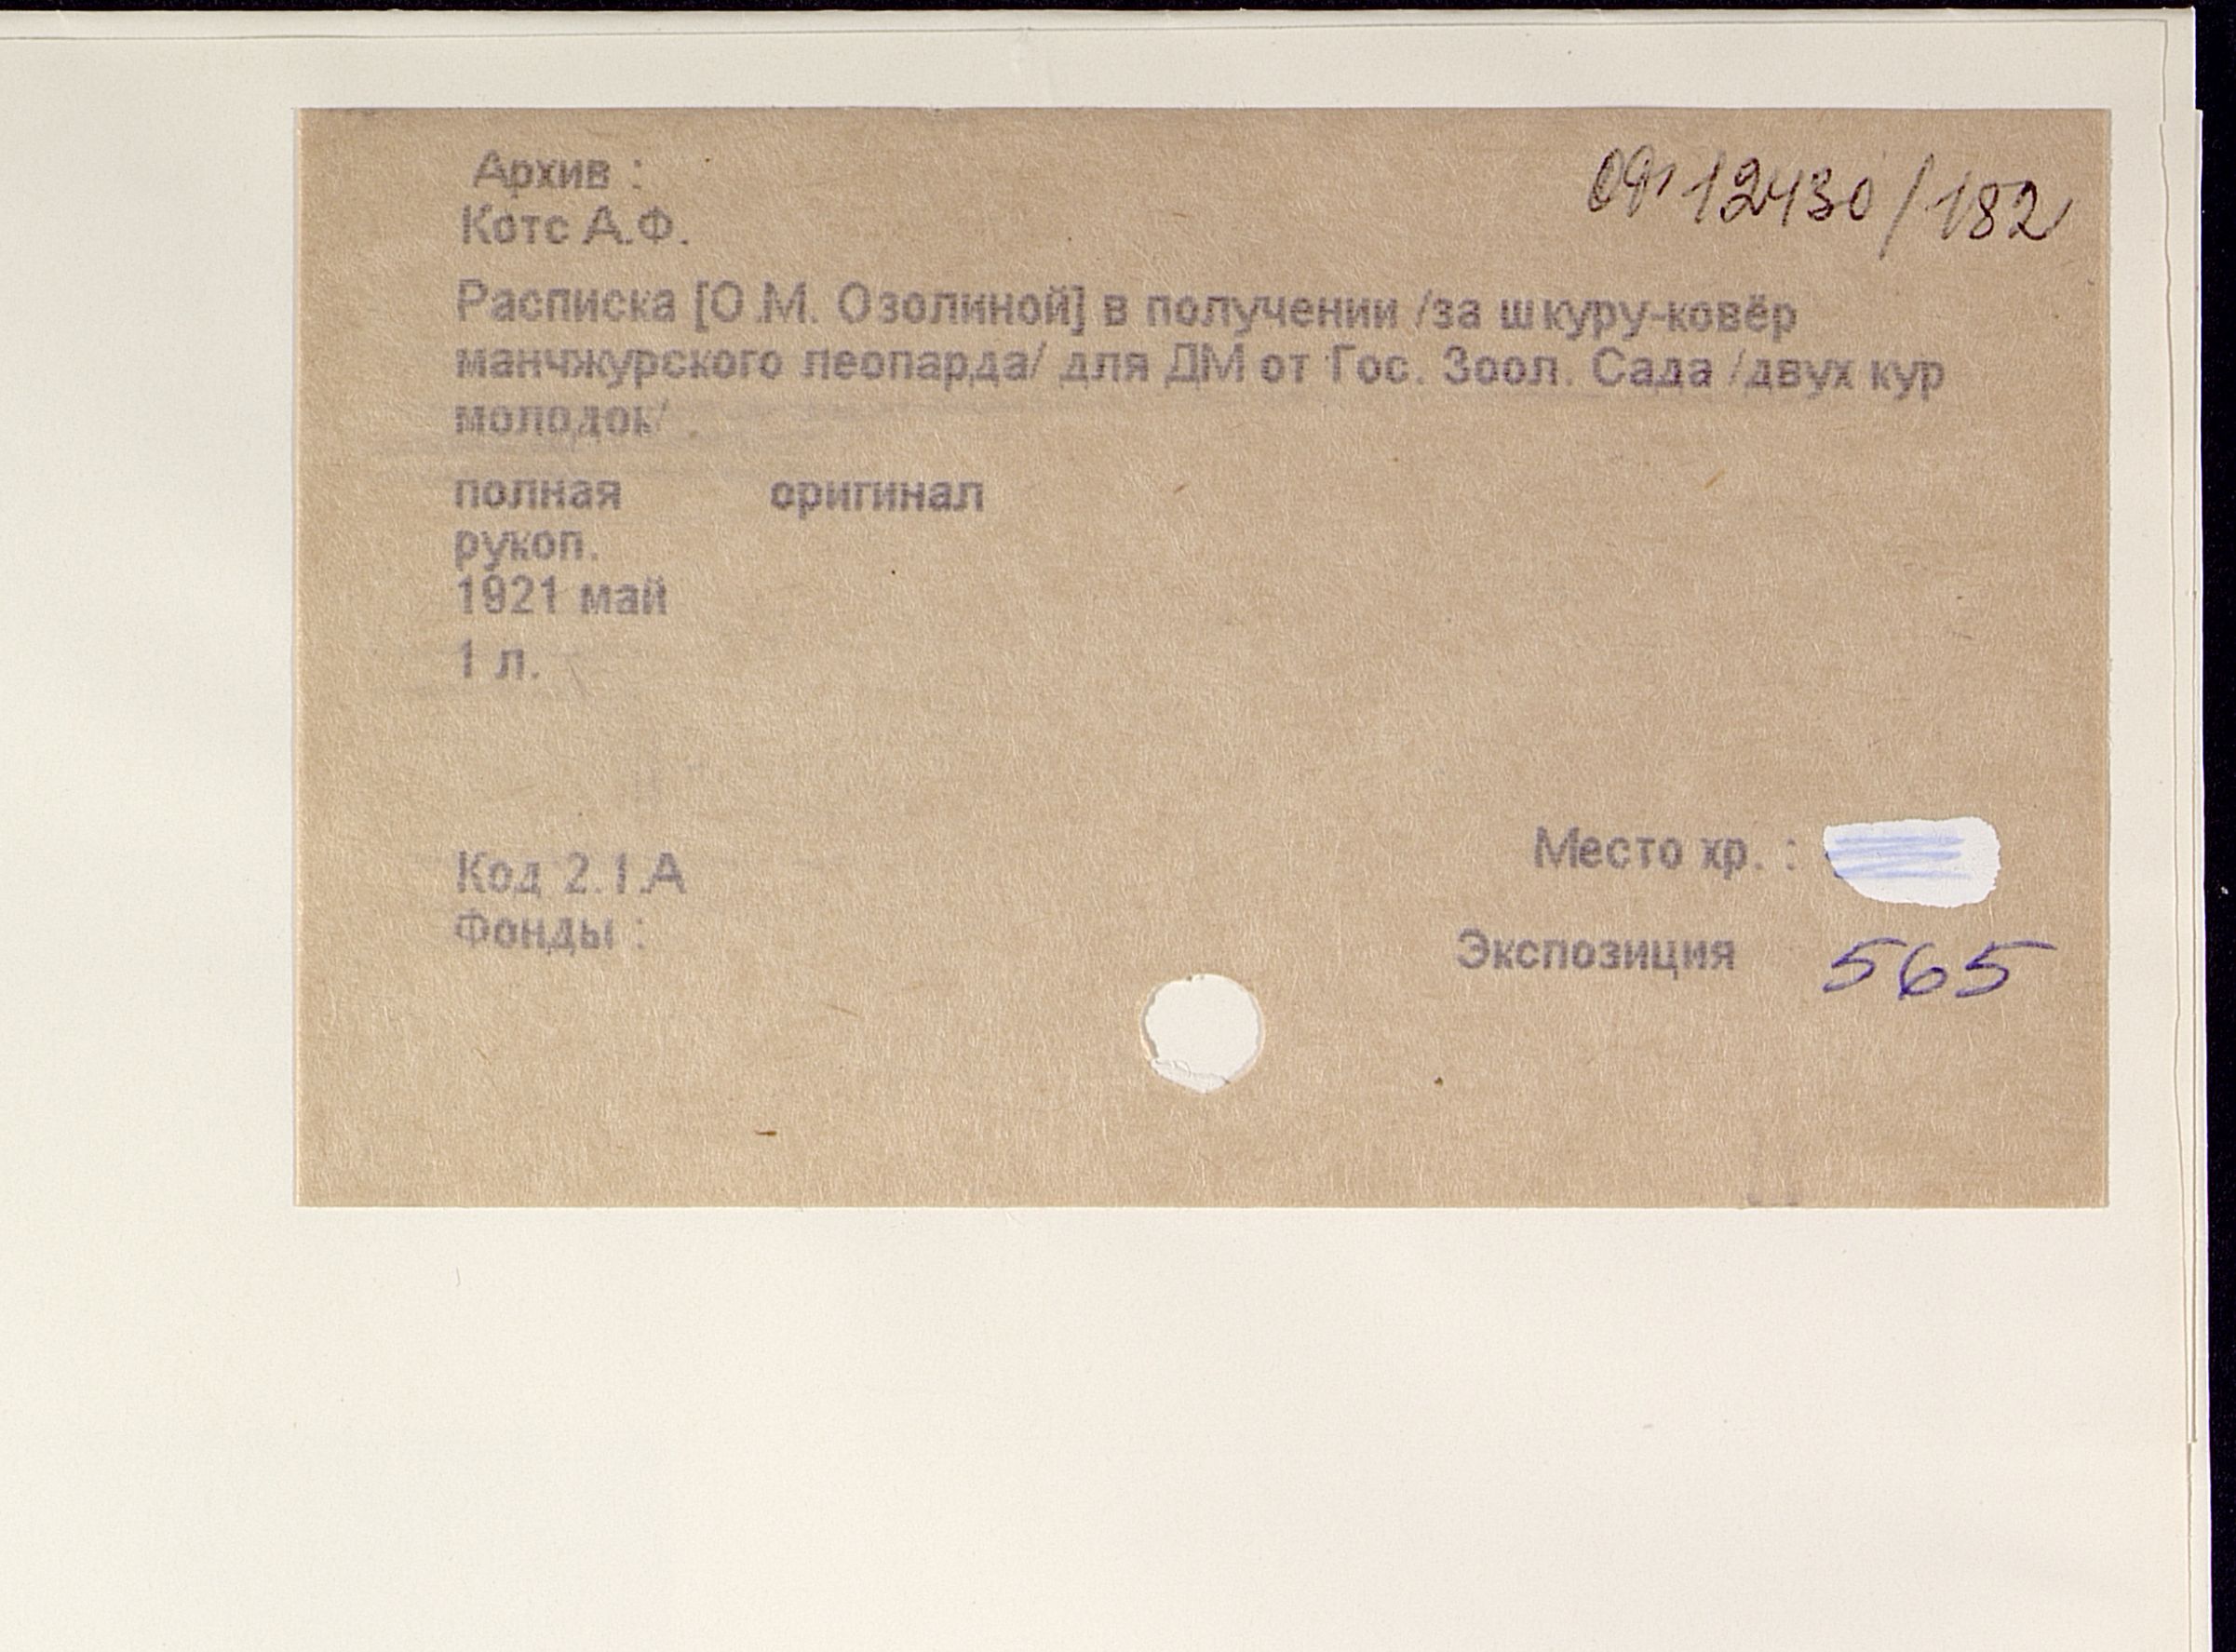 Архив :
оф 12430/182
Котс А.Ф.
Расписка [О.М. Озолиной] в получении /за шкуру-ковёр
манчжурского леопарда/ для ДМ от Гос. Зоол. Сада /двух кур
молодок/ .
полная оригинал
рукоп.
1921 май
1 л.
Место хр. :
Код 2.1.А
Фонды :
Экспозиция 565